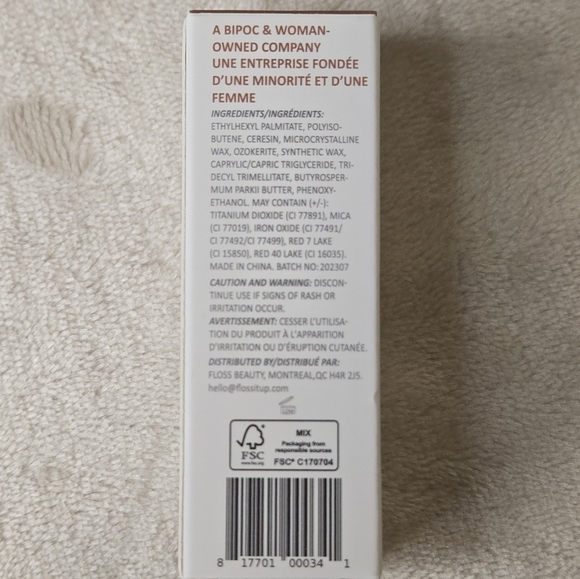 A BIPOC & WOMAN-
OWNED COMPANY
UNE ENTREPRISE FONDÉE
D'UNE MINORITÉ ET D'UNE
FEMME
INGREDIENTS/INGRÉDIENTS:
ETHYLHEXYL PALMITATE, POLYISO-
BUTENE, CERESIN, MICROCRYSTALLINE
WAX, OZOKERITE, SYNTHETIC WAX,
CAPRYLIC/CAPRIC TRIGLYCERIDE, TRI-
DECYL TRIMELLITATE, BUTYROSPER-
MUM PARKII BUTTER, PHENOXY-
ETHANOL. MAY CONTAIN (+/-):
TITANIUM DIOXIDE (CI 77891), MICA
(CI 77019), IRON OXIDE (CI 77491/
CI 77492/CI 77499), RED 7 LAKE
(CI 15850), RED 40 LAKE (CI 16035).
MADE IN CHINA. BATCH NO: 202307
CAUTION AND WARNING: DISCON-
TINUE USE IF SIGNS OF RASH OR
IRRITATION OCCUR.
AVERTISSEMENT: CESSER L'UTILISA-
TION DU PRODUIT À L'APPARITION
D'IRRITATION OU D'ÉRUPTION CUTANÉE.
DISTRIBUTED BY/DISTRIBUÉ PAR:
FLOSS BEAUTY, MONTREAL,QC H4R 2J5.
hello@flossitup.com
FSC
www.fsc.org
MIX
Packaging from
responsible sources
FSC® C170704
8 17701 00034 1